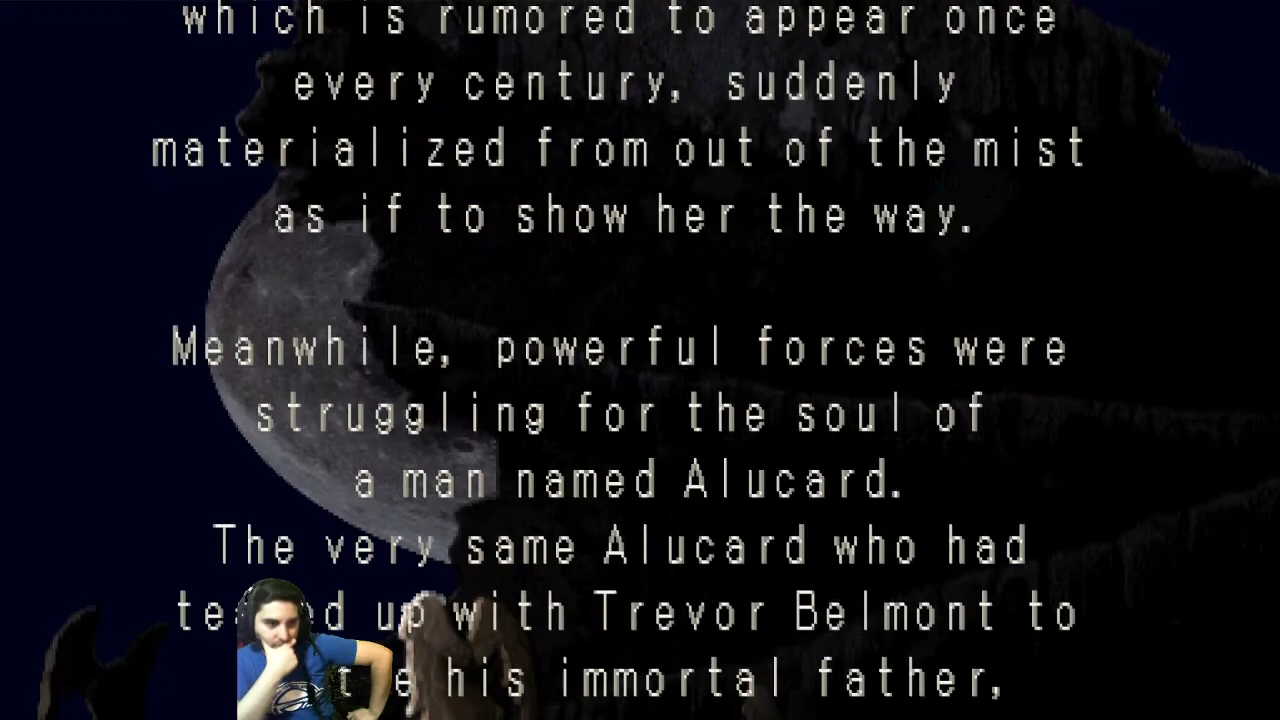 which is rumored to appear once
every century, suddenly
materialized from out of the mist
as if to show her the way.
Meanwhile, powerful forces were
struggling for the soul of
a man named Alucard.
The very same Alucard who had
up with Trevor Belmont to
his immortal father,